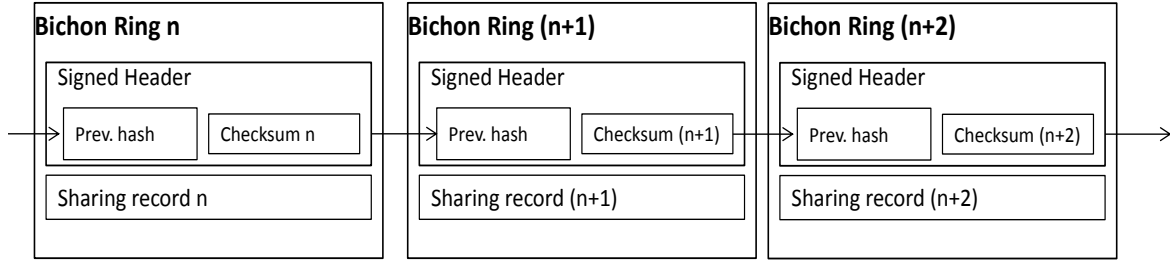 Bichon Ring n
Signed Header
Prev. hash
Checksum n
Sharing record n
Bichon Ring (n+1)
Signed Header
Prev. hash
Checksum (n+1)
Sharing record (n+1)
Bichon Ring (n+2)
Signed Header
Prev. hash
Checksum (n+2)
Sharing record (n+2)